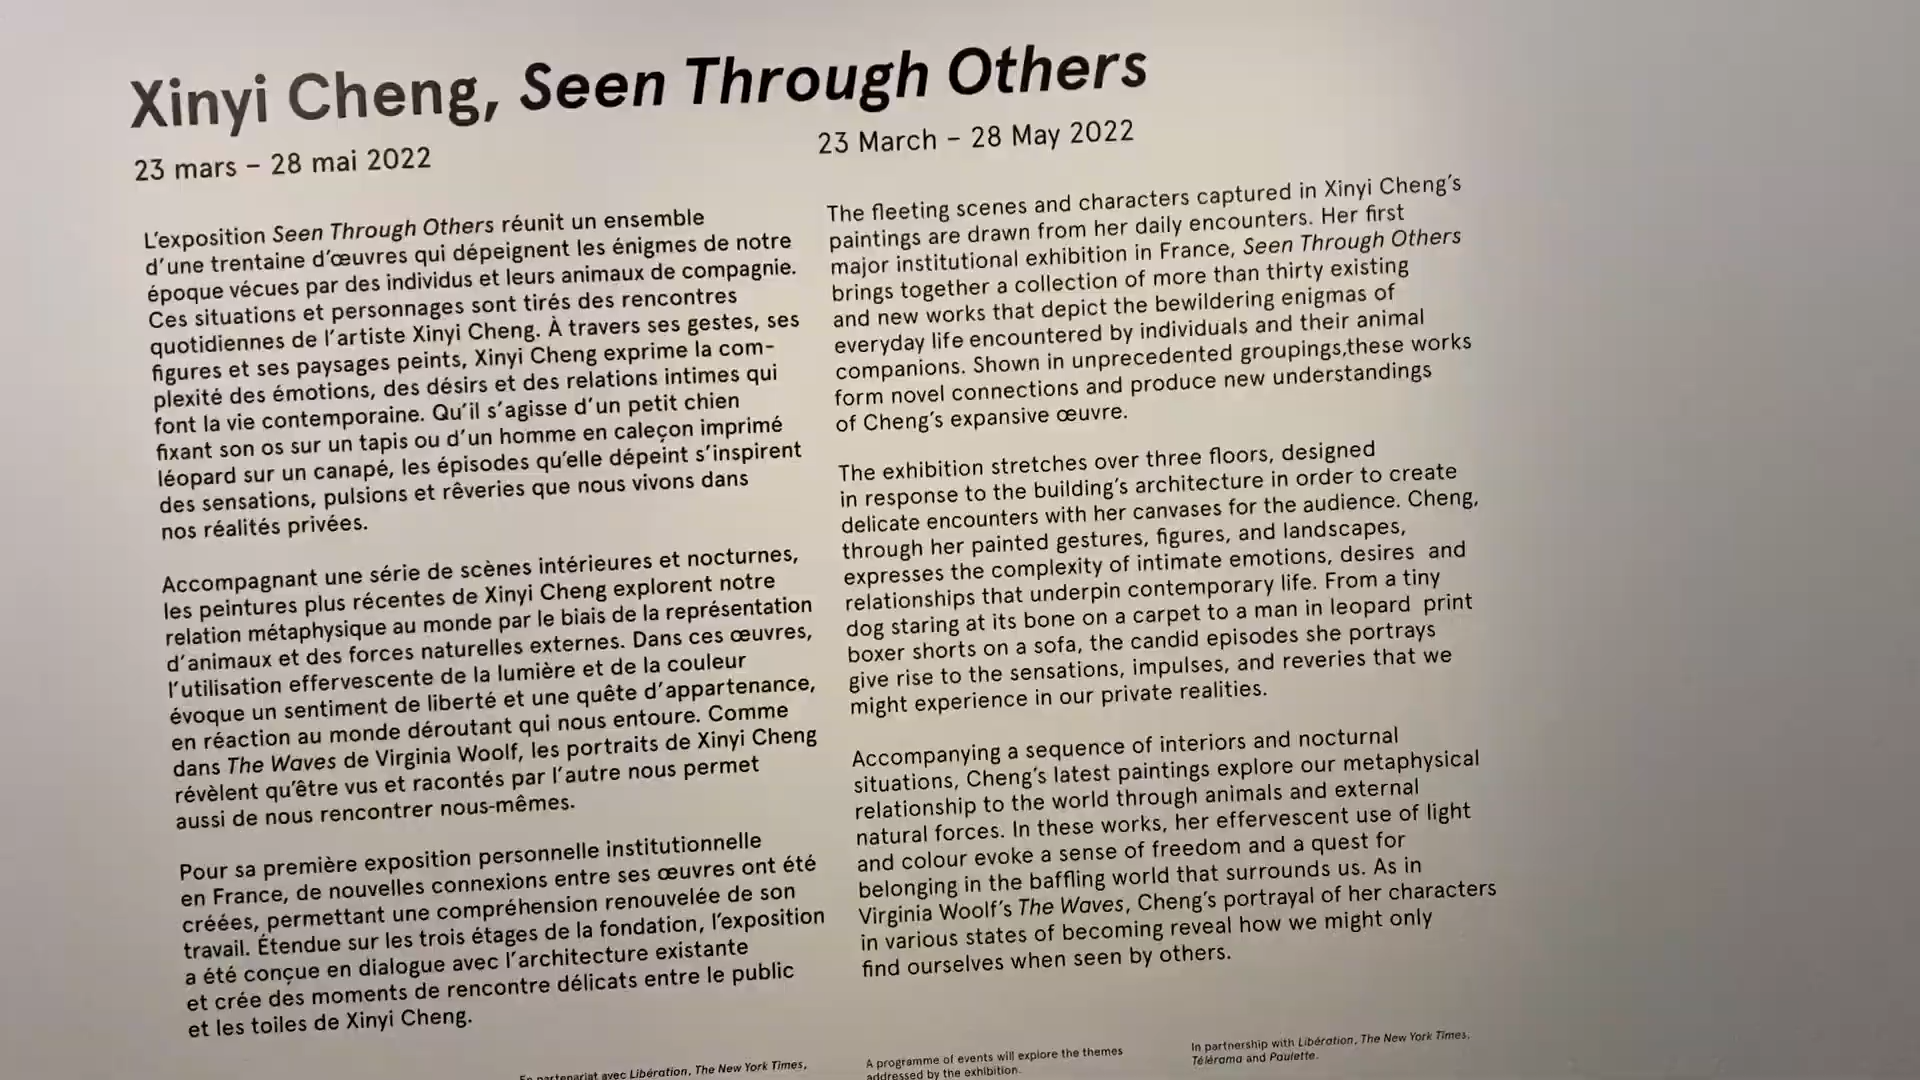 Xinyi Cheng, Seen Through Others
23 mars – 28 mai 2022
L’exposition Seen Through Others réunit un ensemble
d’une trentaine d’œuvres qui dépeignent les énigmes de notre
époque vécues par des individus et leurs animaux de compagnie.
Ces situations et personnages sont tirés des rencontres
quotidiennes de l’artiste Xinyi Cheng. À travers ses gestes, ses
figures et ses paysages peints, Xinyi Cheng exprime la com-
plexité des émotions, des désirs et des relations intimes qui
font la vie contemporaine. Qu’il s’agisse d’un petit chien
fixant son os sur un tapis ou d’un homme en caleçon imprimé
léopard sur un canapé, les épisodes qu’elle dépeint s’inspirent
des sensations, pulsions et rêveries que nous vivons dans
nos réalités privées.
Accompagnant une série de scènes intérieures et nocturnes,
les peintures plus récentes de Xinyi Cheng explorent notre
relation métaphysique au monde par le biais de la représentation
d’animaux et des forces naturelles externes. Dans ces œuvres,
l’utilisation effervescente de la lumière et de la couleur
évoque un sentiment de liberté et une quête d’appartenance,
en réaction au monde déroutant qui nous entoure. Comme
dans The Waves de Virginia Woolf, les portraits de Xinyi Cheng
révèlent qu’être vus et racontés par l’autre nous permet
aussi de nous rencontrer nous-mêmes.
Pour sa première exposition personnelle institutionnelle
en France, de nouvelles connexions entre ses œuvres ont été
créées, permettant une compréhension renouvelée de son
travail. Étendue sur les trois étages de la fondation, l’exposition
a été conçue en dialogue avec l’architecture existante
et crée des moments de rencontre délicats entre le public
et les toiles de Xinyi Cheng.
En partenariat avec Libération, The New York Times,
23 March – 28 May 2022
The fleeting scenes and characters captured in Xinyi Cheng’s
paintings are drawn from her daily encounters. Her first
major institutional exhibition in France, Seen Through Others
brings together a collection of more than thirty existing
and new works that depict the bewildering enigmas of
everyday life encountered by individuals and their animal
companions. Shown in unprecedented groupings,these works
form novel connections and produce new understandings
of Cheng’s expansive œuvre.
The exhibition stretches over three floors, designed
in response to the building’s architecture in order to create
delicate encounters with her canvases for the audience. Cheng,
through her painted gestures, figures, and landscapes,
expresses the complexity of intimate emotions, desires and
relationships that underpin contemporary life. From a tiny
dog staring at its bone on a carpet to a man in leopard print
boxer shorts on a sofa, the candid episodes she portrays
give rise to the sensations, impulses, and reveries that we
might experience in our private realities.
Accompanying a sequence of interiors and nocturnal
situations, Cheng’s latest paintings explore our metaphysical
relationship to the world through animals and external
natural forces. In these works, her effervescent use of light
and colour evoke a sense of freedom and a quest for
belonging in the baffling world that surrounds us. As in
Virginia Woolf’s The Waves, Cheng’s portrayal of her characters
in various states of becoming reveal how we might only
find ourselves when seen by others.
A programme of events will explore the themes
addressed by the exhibition.
In partnership with Libération, The New York Times,
Télérama and Paulette.